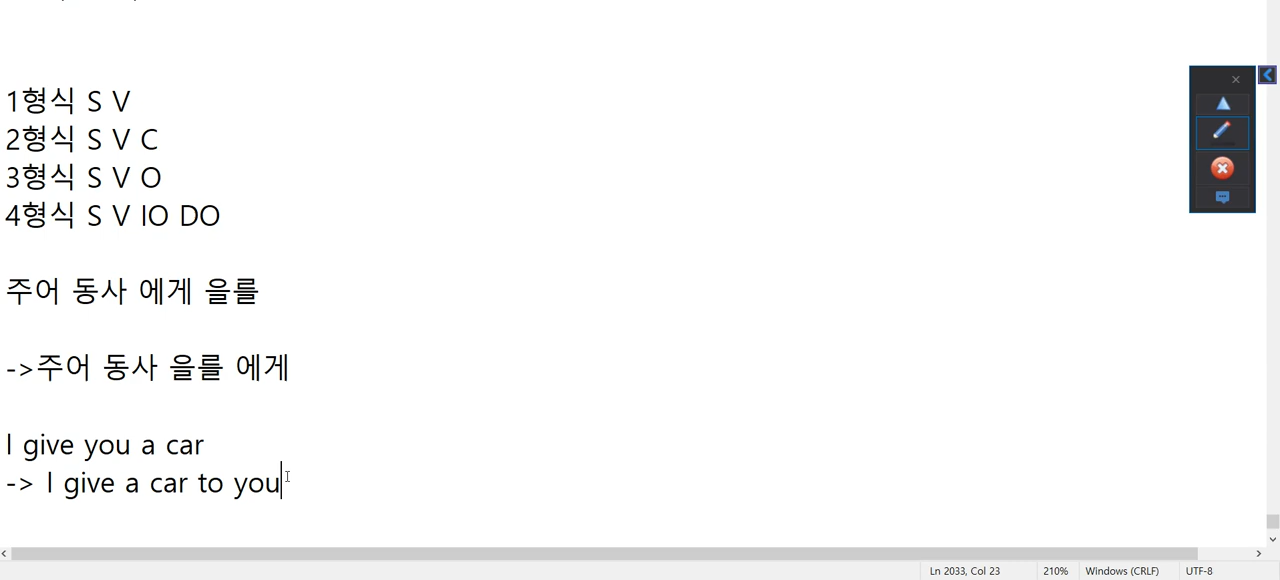 1형식 S V
2형식 S V C
3형식 S V O
4형식 S V IO DO
주어 동사 에게 을를
->주어 동사 을를 에게
I give you a car
-> I give a car to you
Ln 2033, Col 23 210% Windows (CRLF) UTF-8